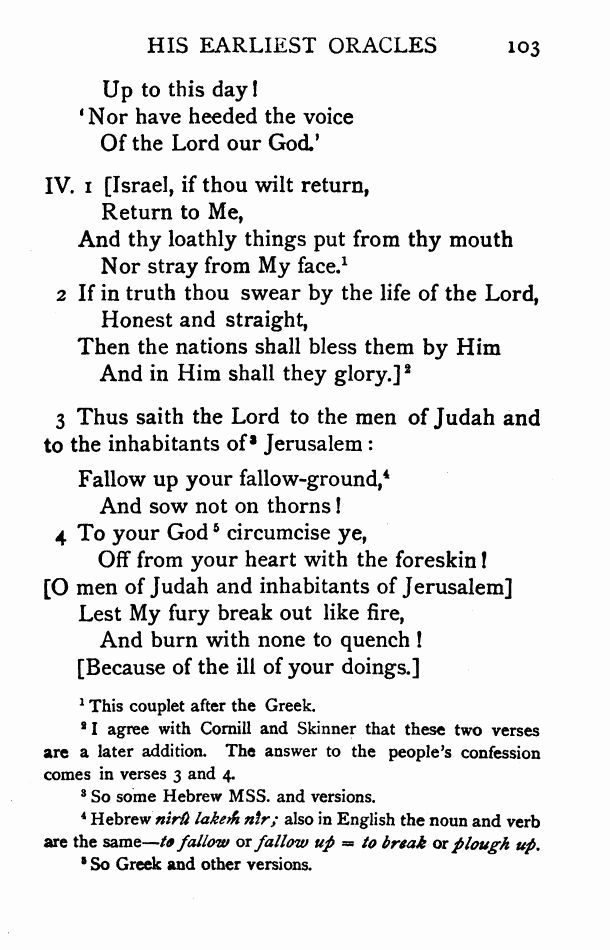 HIS EARLIEST ORACLES 103
Up to this day!
‘Nor have heeded the voice
Of the Lord our God.’
IV. 1 [Israel, if thou wilt return,
Return to Me,
And thy loathly things put from thy mouth
Nor stray from My face.¹
2 If in truth thou swear by the life of the Lord,
Honest and straight,
Then the nations shall bless them by Him
And in Him shall they glory.]²
3 Thus saith the Lord to the men of Judah and
to the inhabitants of³ Jerusalem:
Fallow up your fallow-ground,⁴
And sow not on thorns!
4 To your God⁵ circumcise ye,
Off from your heart with the foreskin!
[O men of Judah and inhabitants of Jerusalem]
Lest My fury break out like fire,
And burn with none to quench!
[Because of the ill of your doings.]
¹ This couplet after the Greek.
² I agree with Cornill and Skinner that these two verses
are a later addition. The answer to the people's confession
comes in verses 3 and 4.
³ So some Hebrew MSS. and versions.
⁴ Hebrew nirû lakeḿ nîr; also in English the noun and verb
are the same—to fallow or fallow up = to break or plough up.
⁵ So Greek and other versions.